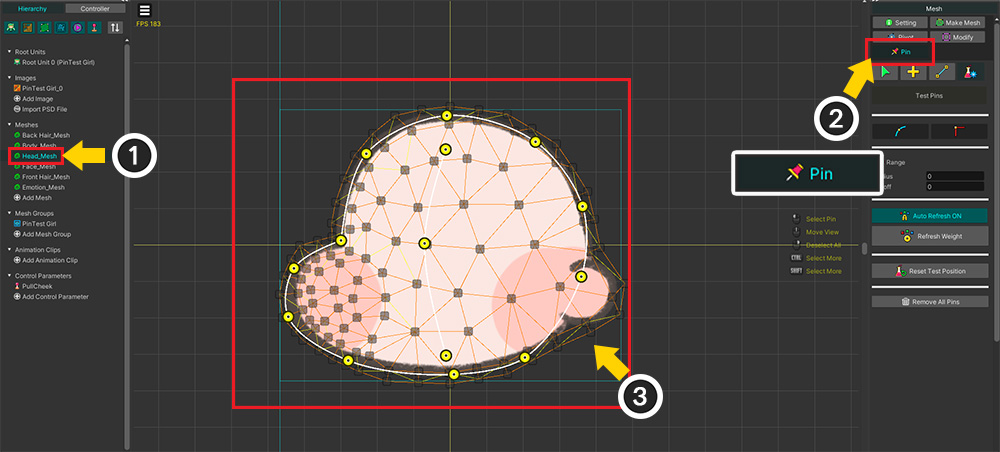 Hierarchy
Controller
FPS 183
Root Units
Root Unit 0 (PinTest Girl)
Images
PinTest Girl_0
Add Image
Import PSD File
Meshes
Back Hair_Mesh
Body_Mesh
Head_Mesh
Face_Mesh
Front Hair_Mesh
Emotion_Mesh
Add Mesh
Mesh Groups
PinTest Girl
Add Mesh Group
Animation Clips
Add Animation Clip
Control Parameters
PullCheek
Add Control Parameter
1
3
Select Pin
Move View
Deselect All
CTRL Select More
SHIFT Select More
2
Pin
Mesh
Setting
Make Mesh
Pivot
Modify
Pin
Test Pins
Range
0
0
Auto Refresh ON
Refresh Weight
Reset Test Position
Remove All Pins